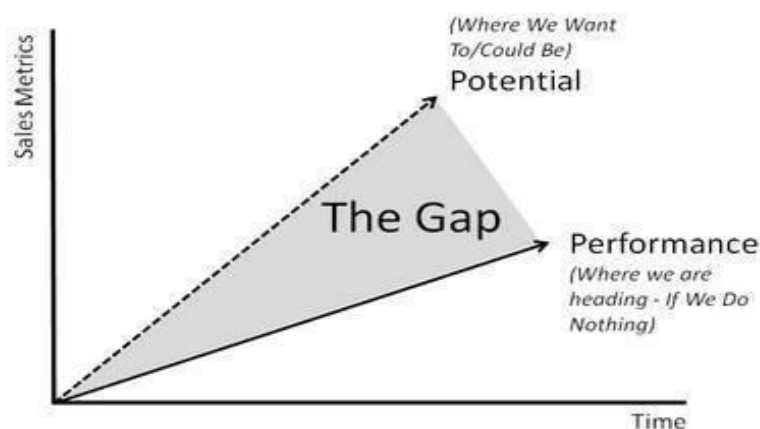 (Where We Want
To/Could Be)
Potential
Sales Metrics
The Gap
Performance
(Where we are
heading - If We Do
Nothing)
Time